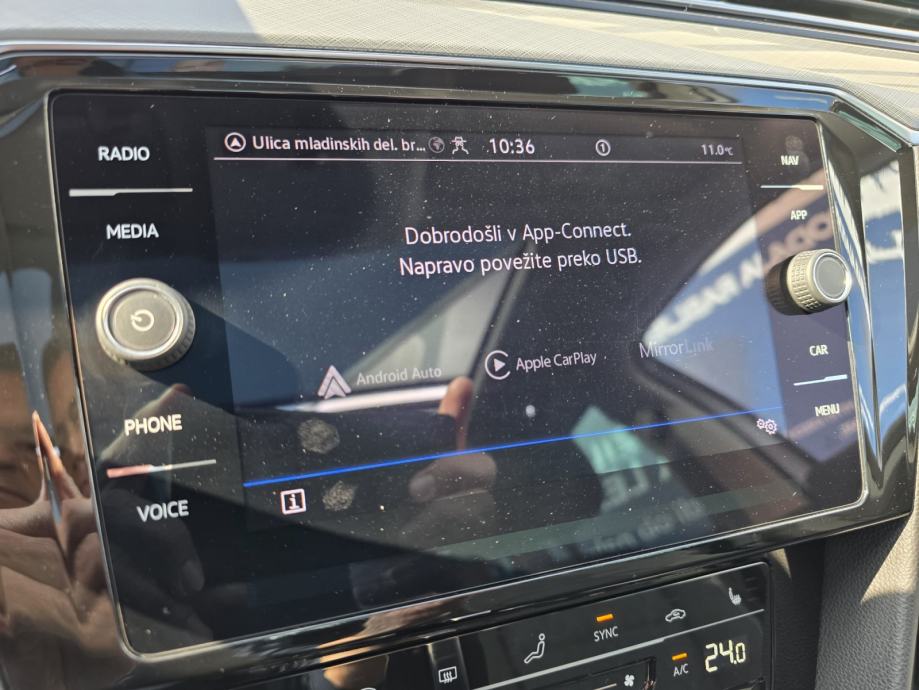 RADIO
MEDIA
PHONE
VOICE
Ulica mladinskih del. br... 10:36 1 11.0°C
Dobrodošli v App-Connect.
Napravo povežite preko USB.
Android Auto Apple CarPlay MirrorLink
i
NAV
APP
CAR
MENU
SYNC
A/C 24.0